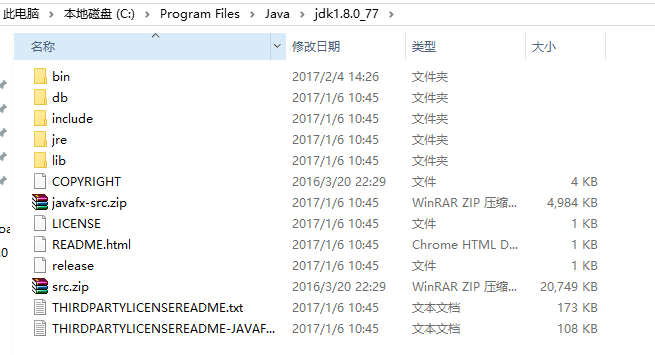 此电脑 › 本地磁盘 (C:) › Program Files › Java › jdk1.8.0_77 ›
名称 修改日期 类型 大小
bin 2017/2/4 14:26 文件夹
db 2017/1/6 10:45 文件夹
include 2017/1/6 10:45 文件夹
jre 2017/1/6 10:45 文件夹
lib 2017/1/6 10:45 文件夹
COPYRIGHT 2016/3/20 22:29 文件 4 KB
javafx-src.zip 2017/1/6 10:45 WinRAR ZIP 压缩... 4,984 KB
LICENSE 2017/1/6 10:45 文件 1 KB
README.html 2017/1/6 10:45 Chrome HTML D... 1 KB
release 2017/1/6 10:45 文件 1 KB
src.zip 2016/3/20 22:29 WinRAR ZIP 压缩... 20,749 KB
THIRDPARTYLICENSEREADME.txt 2017/1/6 10:45 文本文档 173 KB
THIRDPARTYLICENSEREADME-JAVAF... 2017/1/6 10:45 文本文档 108 KB